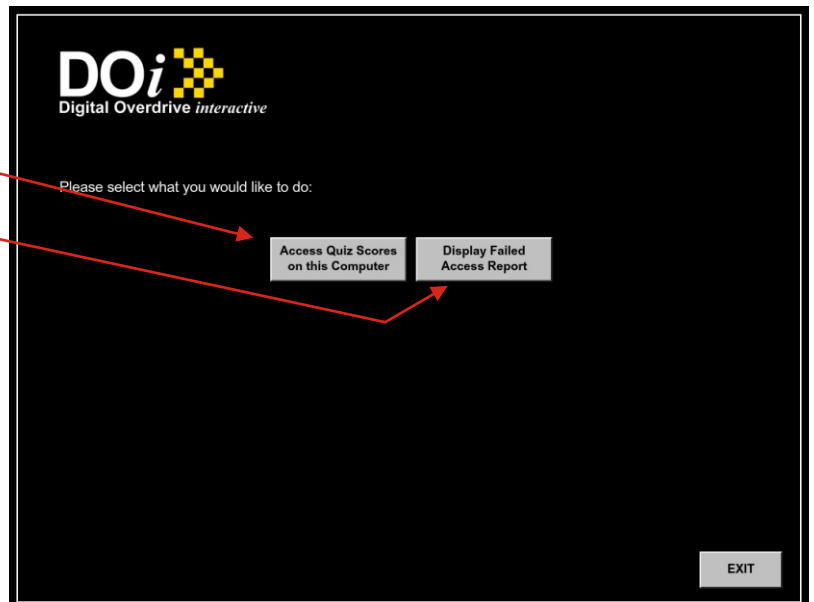 DOi
Digital Overdrive interactive
Please select what you would like to do:
Access Quiz Scores
on this Computer
Display Failed
Access Report
EXIT